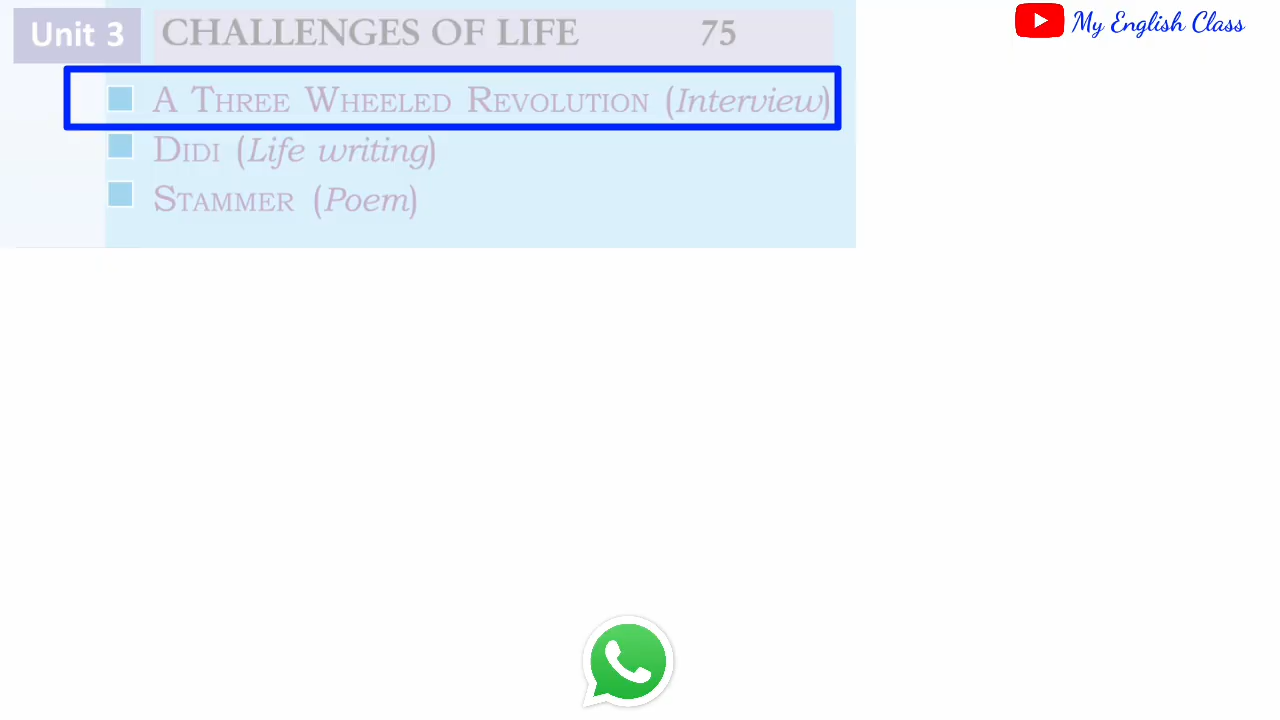 Unit 3 CHALLENGES OF LIFE 75
My English Class
A THREE WHEELED REVOLUTION (Interview)
DIDI (Life writing)
STAMMER (Poem)